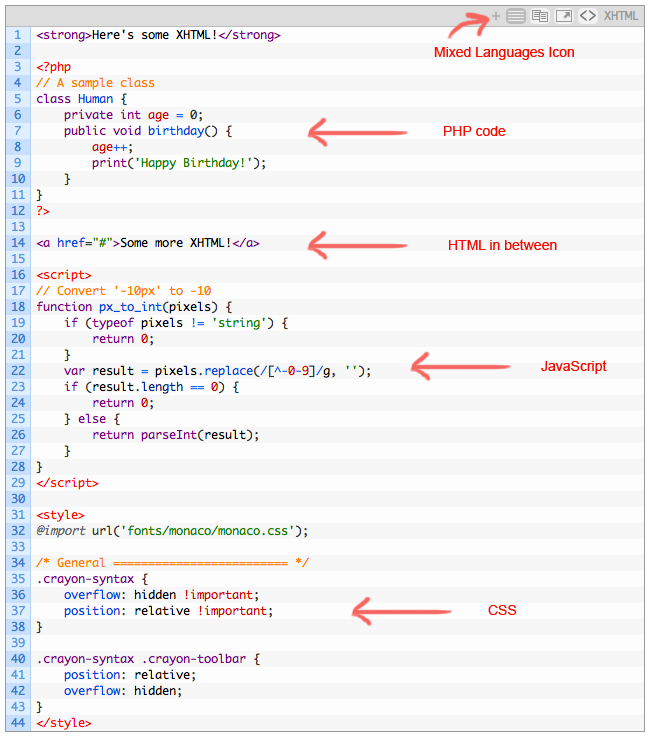 + <> XHTML
Mixed Languages Icon
1 <strong>Here's some XHTML!</strong>
2
3 <?php
4 // A sample class
5 class Human {
6     private int age = 0;
7     public void birthday() {
PHP code
8         age++;
9         print('Happy Birthday!');
10     }
11 }
12 ?>
13
14 <a href="#">Some more XHTML!</a>
HTML in between
15
16 <script>
17 // Convert '-10px' to -10
18 function px_to_int(pixels) {
19     if (typeof pixels != 'string') {
20         return 0;
21     }
22     var result = pixels.replace(/[^-0-9]/g, '');
JavaScript
23     if (result.length == 0) {
24         return 0;
25     } else {
26         return parseInt(result);
27     }
28 }
29 </script>
30
31 <style>
32 @import url('fonts/monaco/monaco.css');
33
34 /* General ========================= */
35 .crayon-syntax {
36     overflow: hidden !important;
37     position: relative !important;
CSS
38 }
39
40 .crayon-syntax .crayon-toolbar {
41     position: relative;
42     overflow: hidden;
43 }
44 </style>